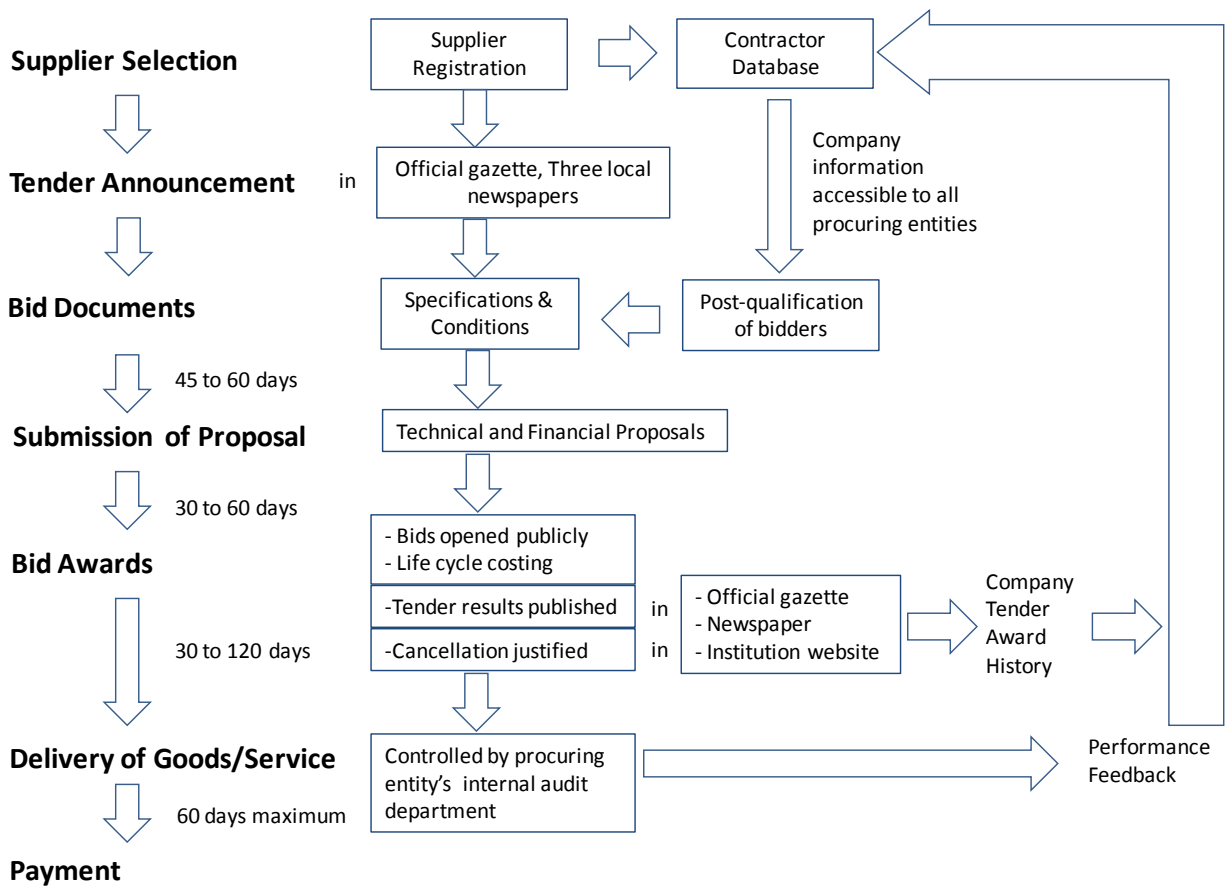 Supplier Selection
Supplier
Registration
Contractor
Database
Company
information
accessible to all
procuring entities
Tender Announcement
in
Official gazette, Three local
newspapers
Bid Documents
Specifications &
Conditions
Post-qualification
of bidders
45 to 60 days
Submission of Proposal
Technical and Financial Proposals
30 to 60 days
Bid Awards
- Bids opened publicly
- Life cycle costing
-Tender results published
in
-Cancellation justified
in
- Official gazette
- Newspaper
- Institution website
Company
Tender
Award
History
30 to 120 days
Delivery of Goods/Service
Controlled by procuring
entity's internal audit
department
Performance
Feedback
60 days maximum
Payment